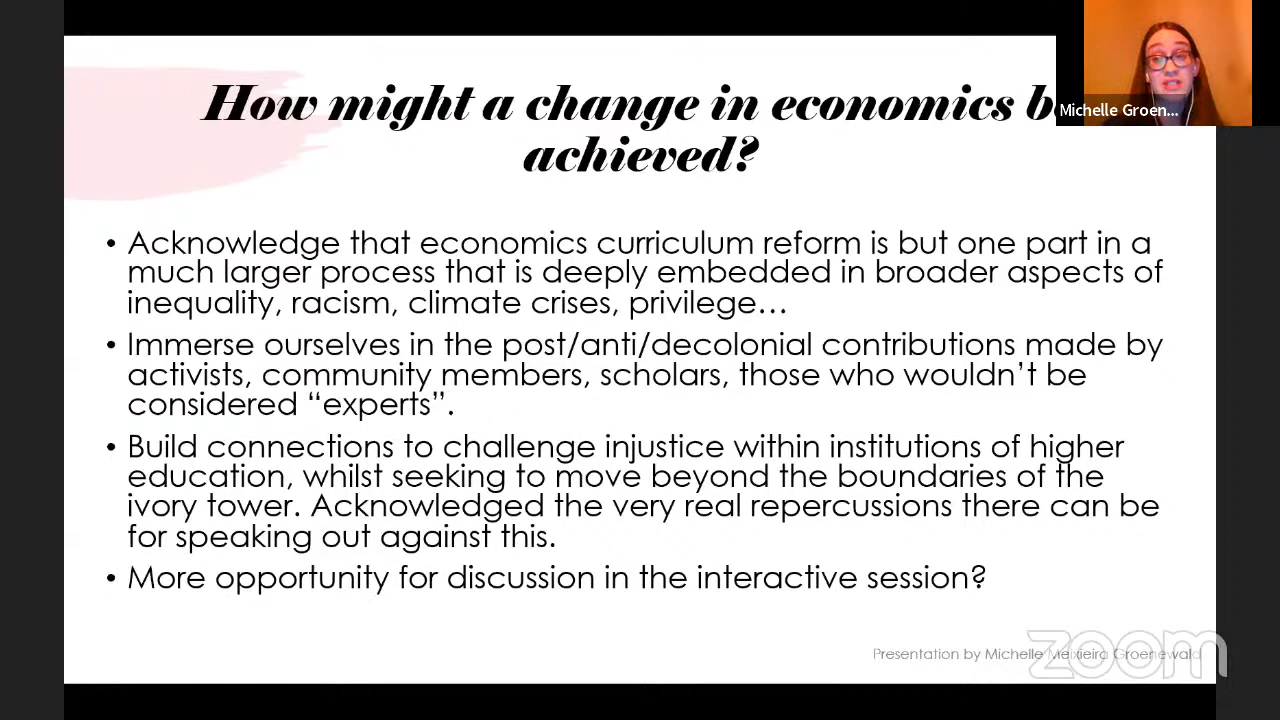 How might a change in economics b
achieved?
Michelle Groen...
• Acknowledge that economics curriculum reform is but one part in a
much larger process that is deeply embedded in broader aspects of
inequality, racism, climate crises, privilege…
• Immerse ourselves in the post/anti/decolonial contributions made by
activists, community members, scholars, those who wouldn’t be
considered “experts”.
• Build connections to challenge injustice within institutions of higher
education, whilst seeking to move beyond the boundaries of the
ivory tower. Acknowledged the very real repercussions there can be
for speaking out against this.
• More opportunity for discussion in the interactive session?
Presentation by Michelle Meixieira Groenewald
zoom